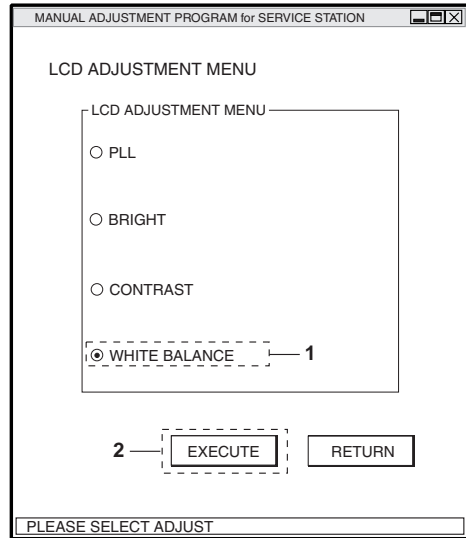 MANUAL ADJUSTMENT PROGRAM for SERVICE STATION
LCD ADJUSTMENT MENU
LCD ADJUSTMENT MENU
PLL
BRIGHT
CONTRAST
WHITE BALANCE
1
2
EXECUTE
RETURN
PLEASE SELECT ADJUST